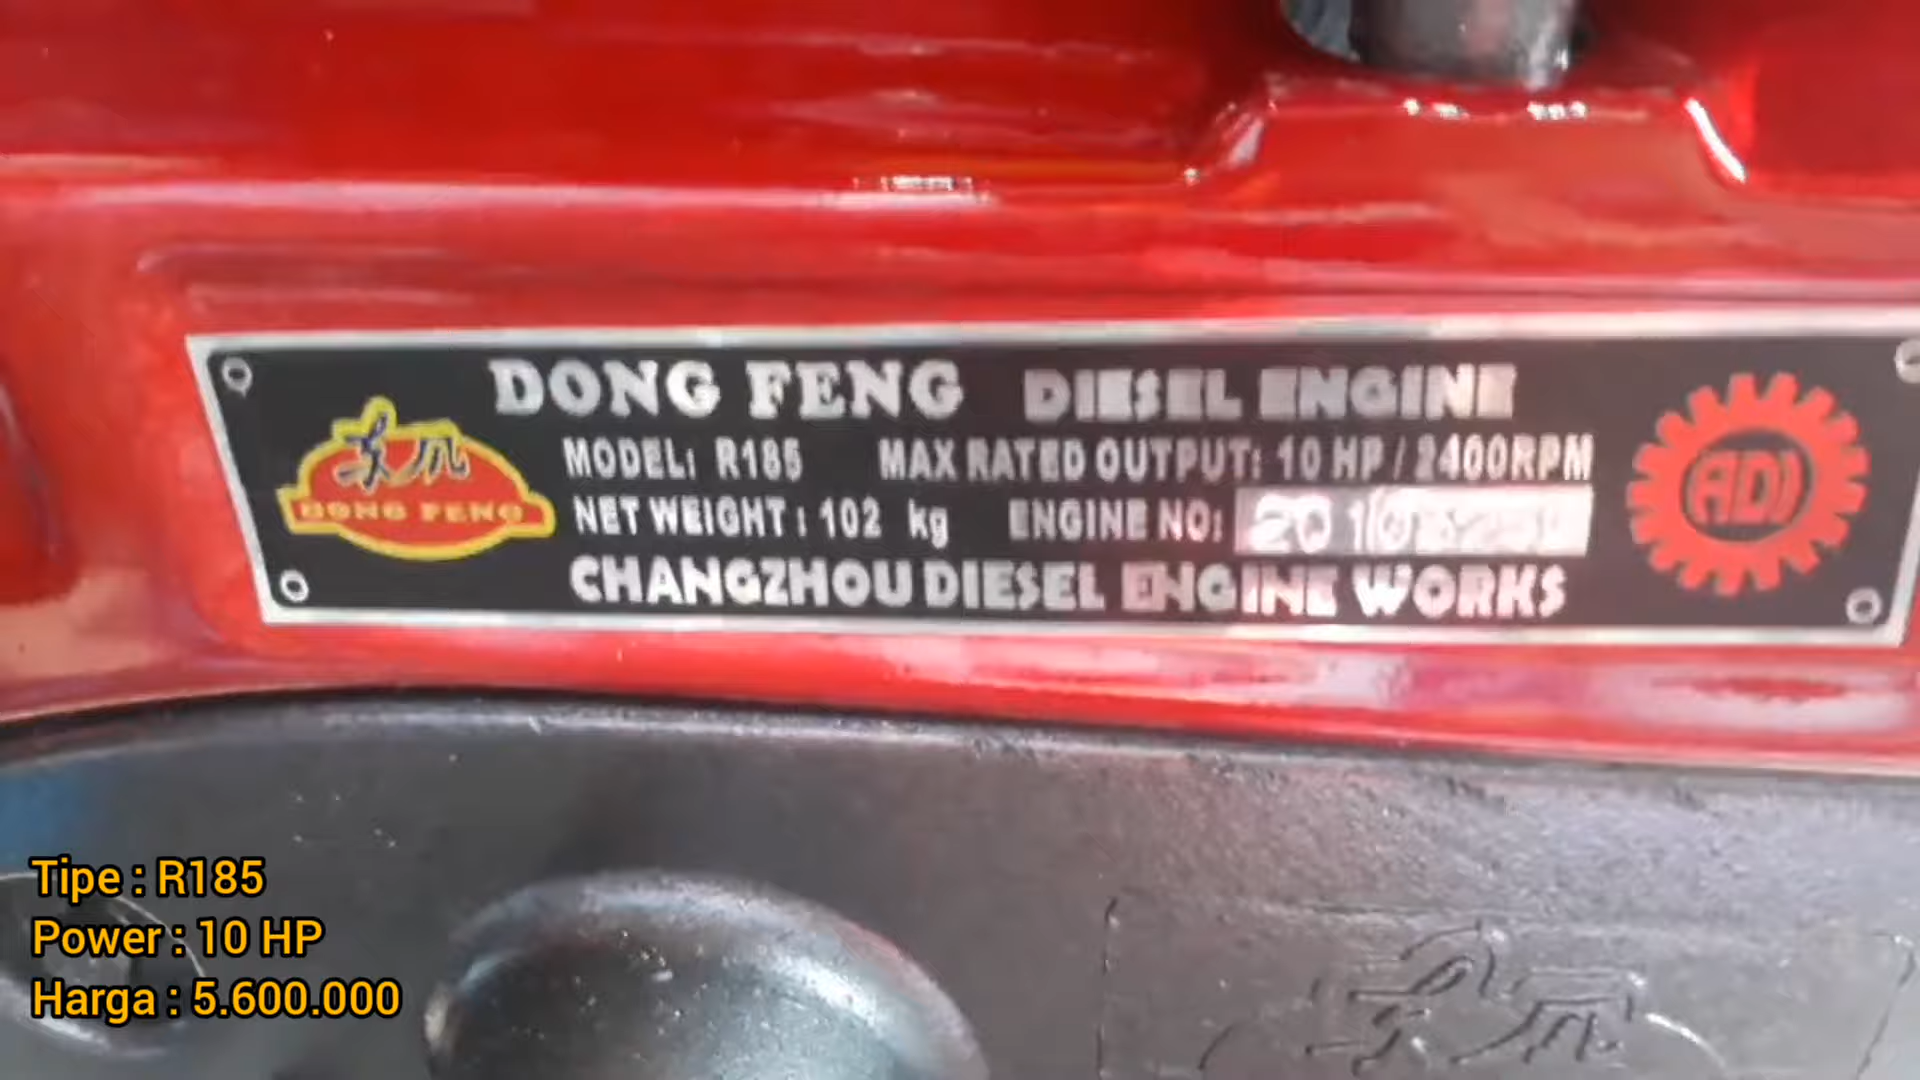 DONG FENG DIESEL ENGINE
MODEL: R185 MAX RATED OUTPUT: 10 HP / 2400RPM
DONG FENG
NET WEIGHT : 102 kg ENGINE NO:
CHANGZHOU DIESEL ENGINE WORKS
ADI
Tipe : R185
Power : 10 HP
Harga : 5.600.000